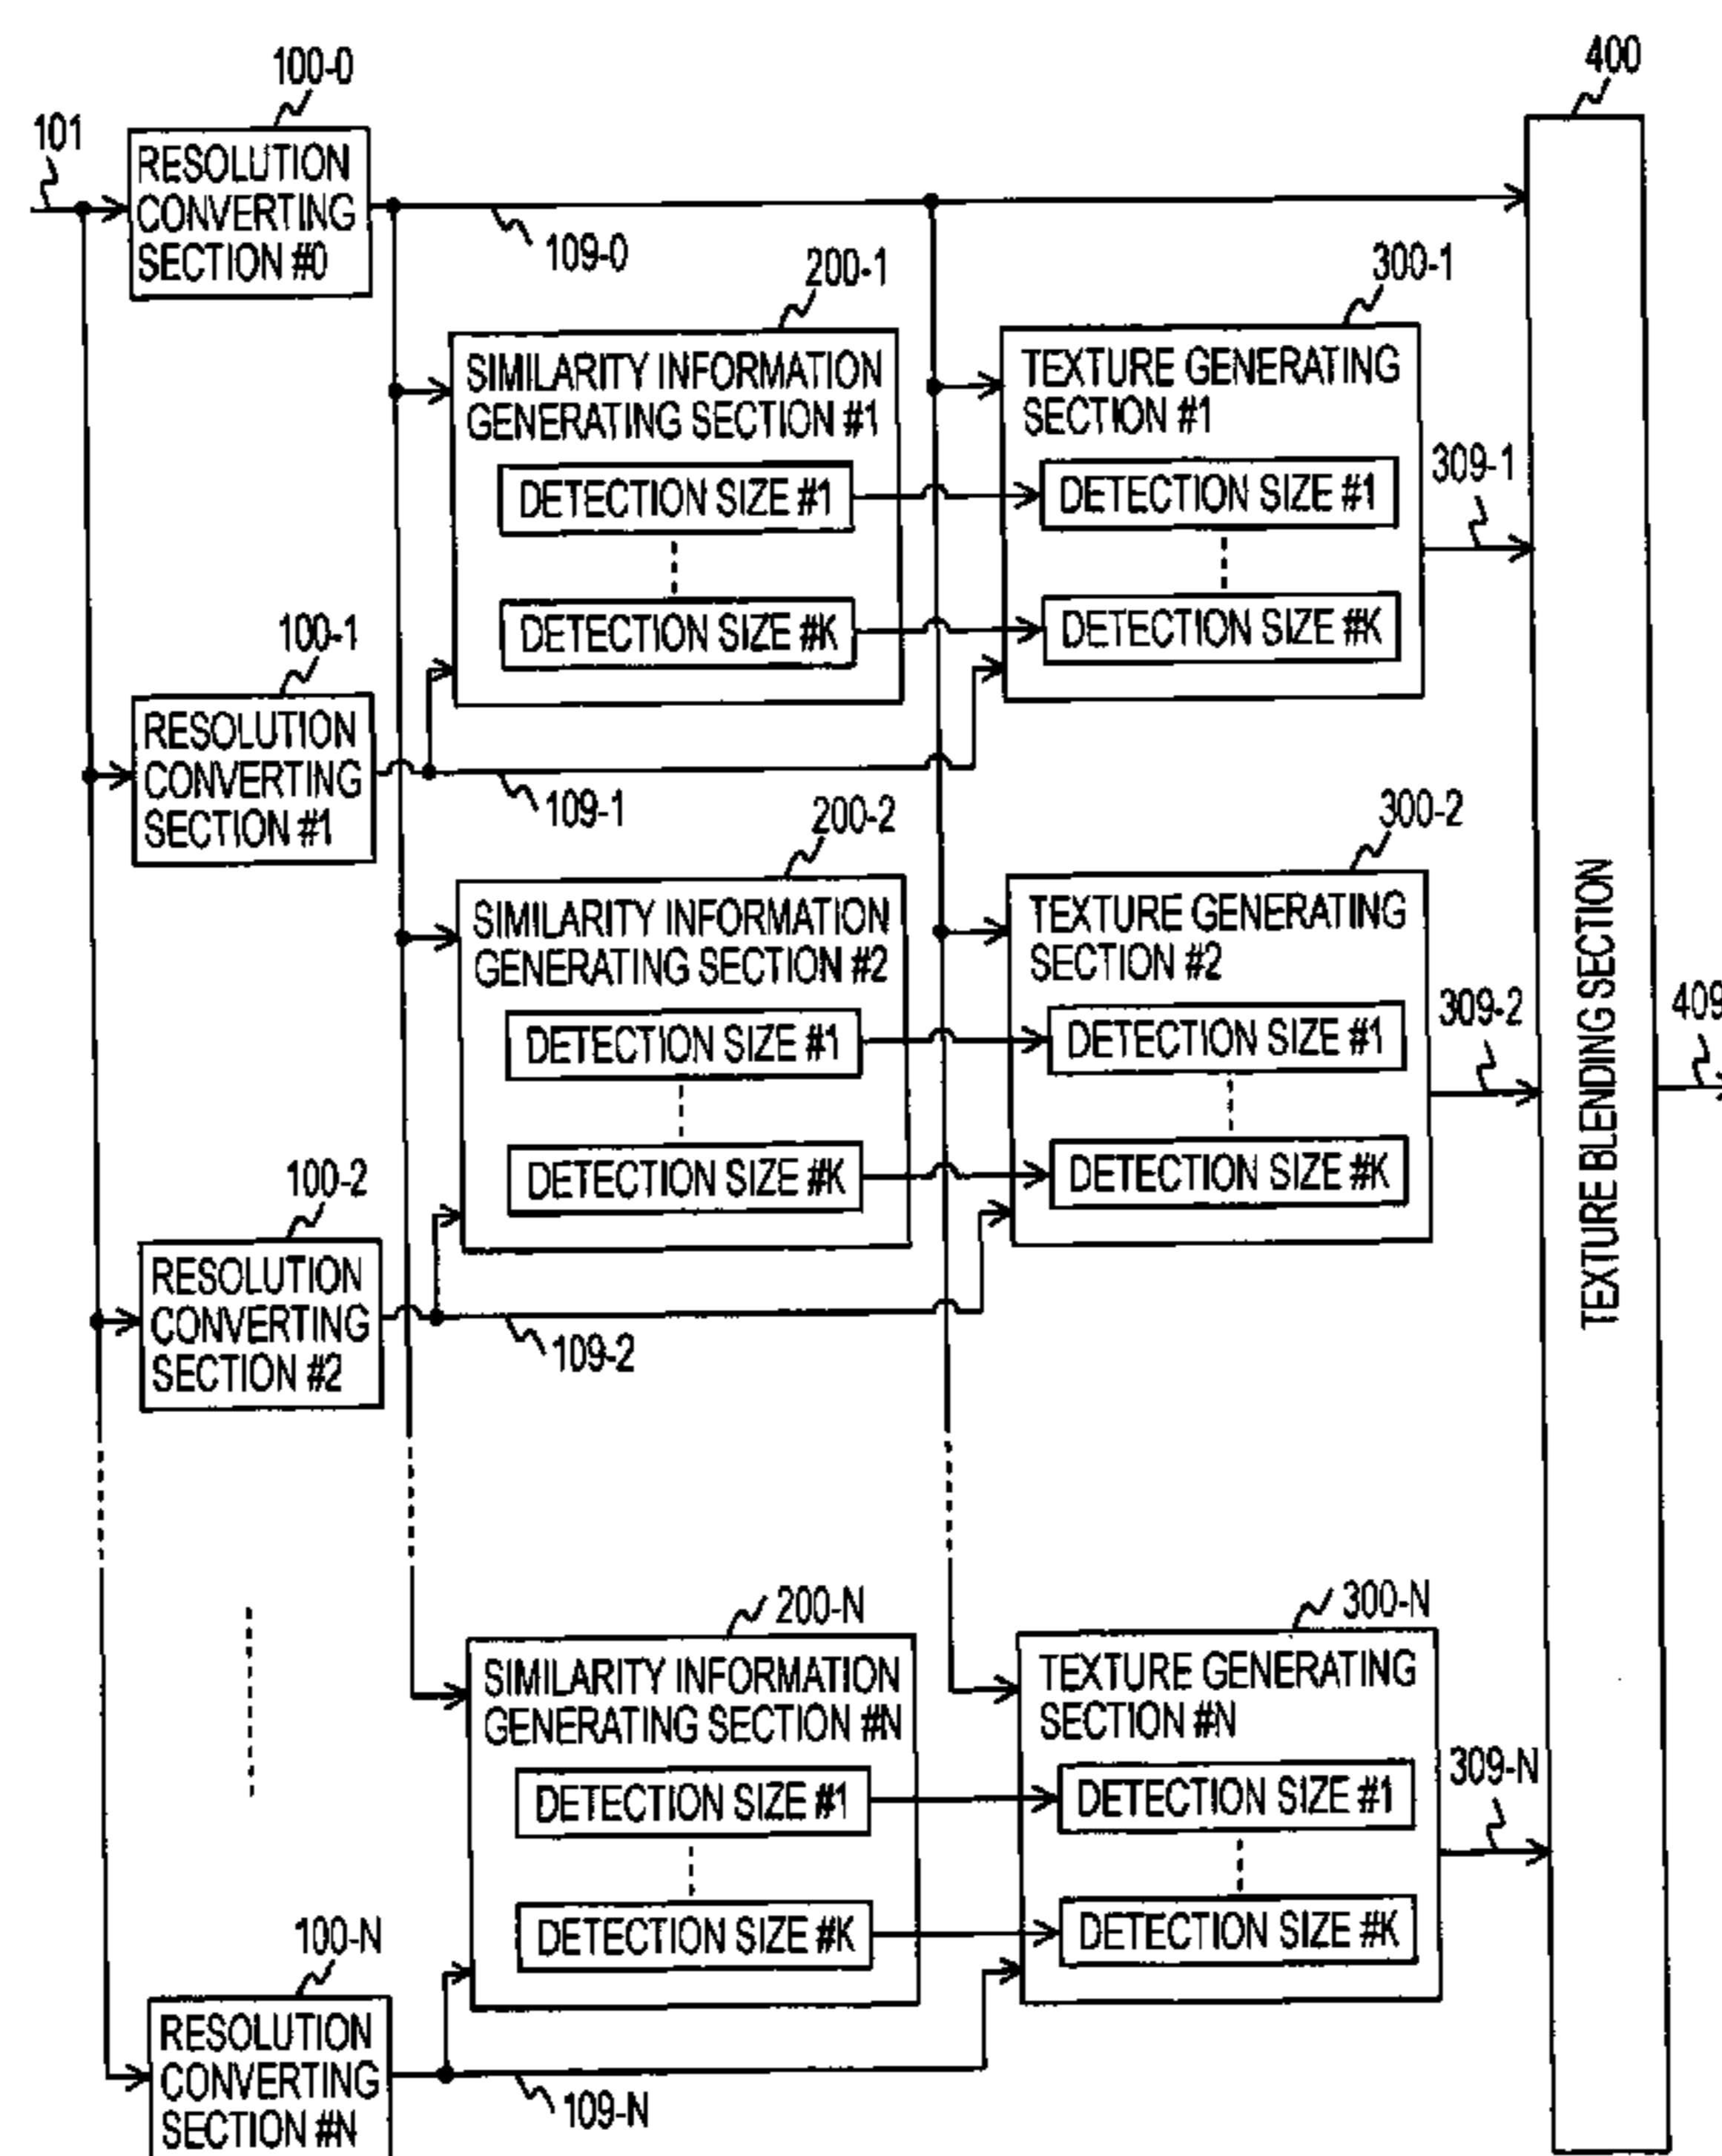 100-0
400
101
RESOLUTION
CONVERTING
SECTION #0
109-0
200-1
300-1
SIMILARITY INFORMATION
GENERATING SECTION #1
TEXTURE GENERATING
SECTION #1
309-1
DETECTION SIZE #1
DETECTION SIZE #1
100-1
DETECTION SIZE #K
DETECTION SIZE #K
RESOLUTION
CONVERTING
SECTION #1
109-1
200-2
300-2
SIMILARITY INFORMATION
GENERATING SECTION #2
TEXTURE GENERATING
SECTION #2
TEXTURE BLENDING SECTION
309-2
409
DETECTION SIZE #1
DETECTION SIZE #1
100-2
DETECTION SIZE #K
DETECTION SIZE #K
RESOLUTION
CONVERTING
SECTION #2
109-2
200-N
300-N
SIMILARITY INFORMATION
GENERATING SECTION #N
TEXTURE GENERATING
SECTION #N
309-N
DETECTION SIZE #1
DETECTION SIZE #1
100-N
DETECTION SIZE #K
DETECTION SIZE #K
RESOLUTION
CONVERTING
SECTION #N
109-N